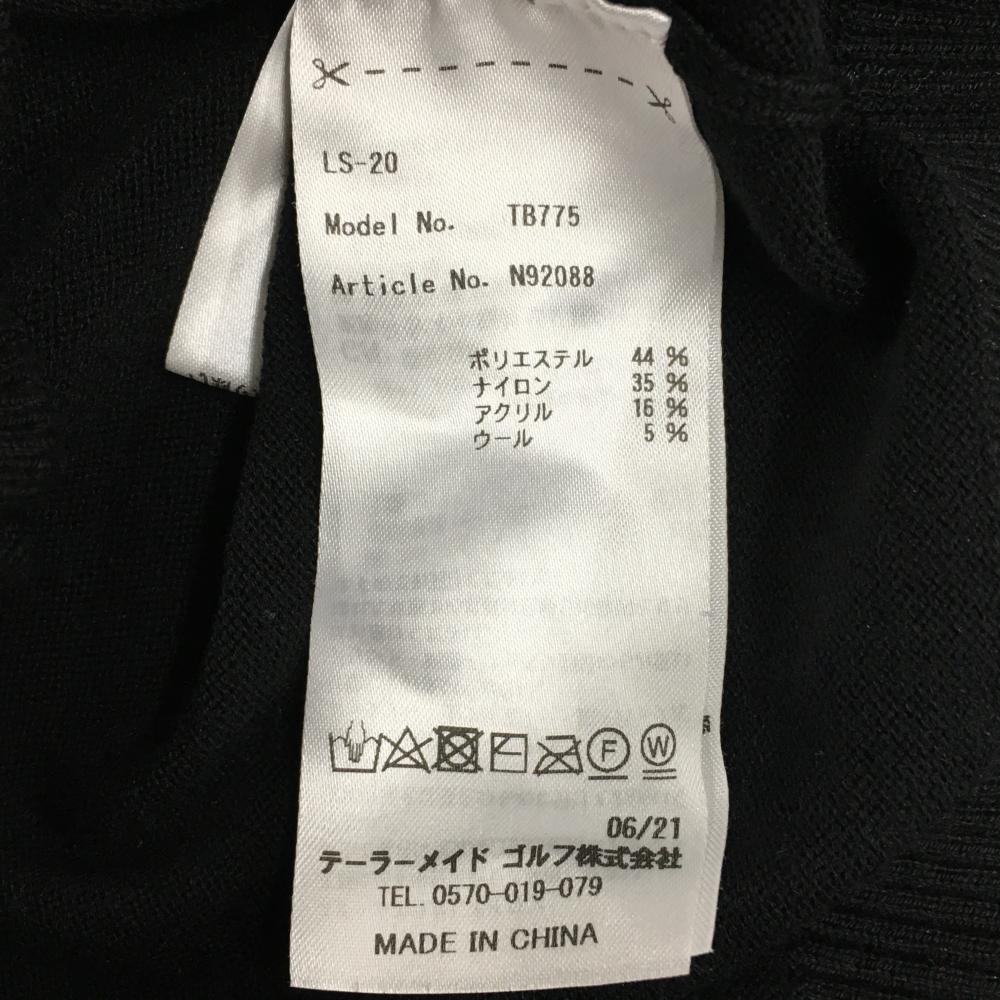 LS-20
Model No. TB775
Article No. N92088
ポリエステル 44 %
ナイロン 35 %
アクリル 16 %
ウール 5 %
F W
06/21
テーラーメイド ゴルフ株式会社
TEL. 0570-019-079
MADE IN CHINA